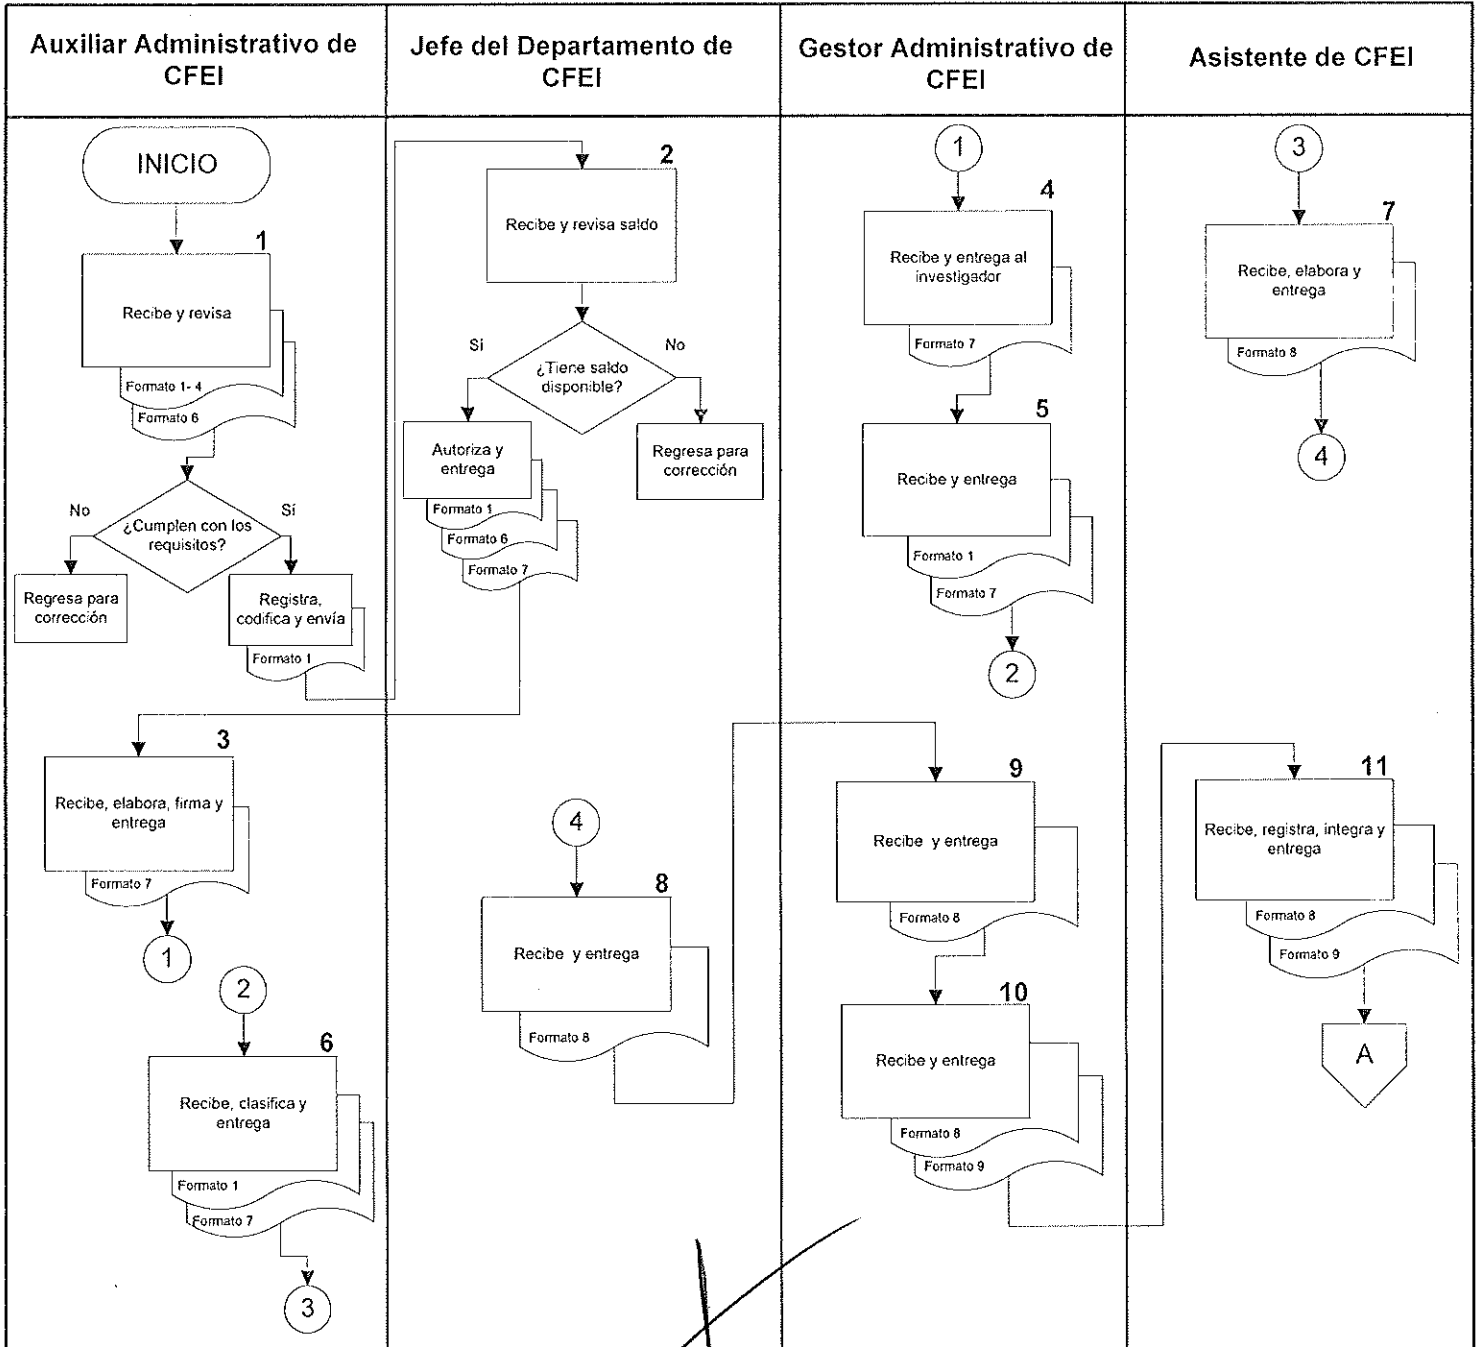 Auxiliar Administrativo de
CFEI
Jefe del Departamento de
CFEI
Gestor Administrativo de
CFEI
Asistente de CFEI
INICIO
1
Recibe y revisa
Formato 1- 4
Formato 6
¿Cumplen con los
requisitos?
No
Sí
Regresa para
corrección
Registra,
codifica y envía
Formato 1
3
Recibe, elabora, firma y
entrega
Formato 7
1
2
6
Recibe, clasifica y
entrega
Formato 1
Formato 7
3
2
Recibe y revisa saldo
Sí
No
¿Tiene saldo
disponible?
Autoriza y
entrega
Formato 1
Formato 6
Formato 7
Regresa para
corrección
4
8
Recibe y entrega
Formato 8
1
4
Recibe y entrega al
investigador
Formato 7
5
Recibe y entrega
Formato 1
Formato 7
2
9
Recibe y entrega
Formato 8
10
Recibe y entrega
Formato 8
Formato 9
3
7
Recibe, elabora y
entrega
Formato 8
4
11
Recibe, registra, integra y
entrega
Formato 8
Formato 9
A